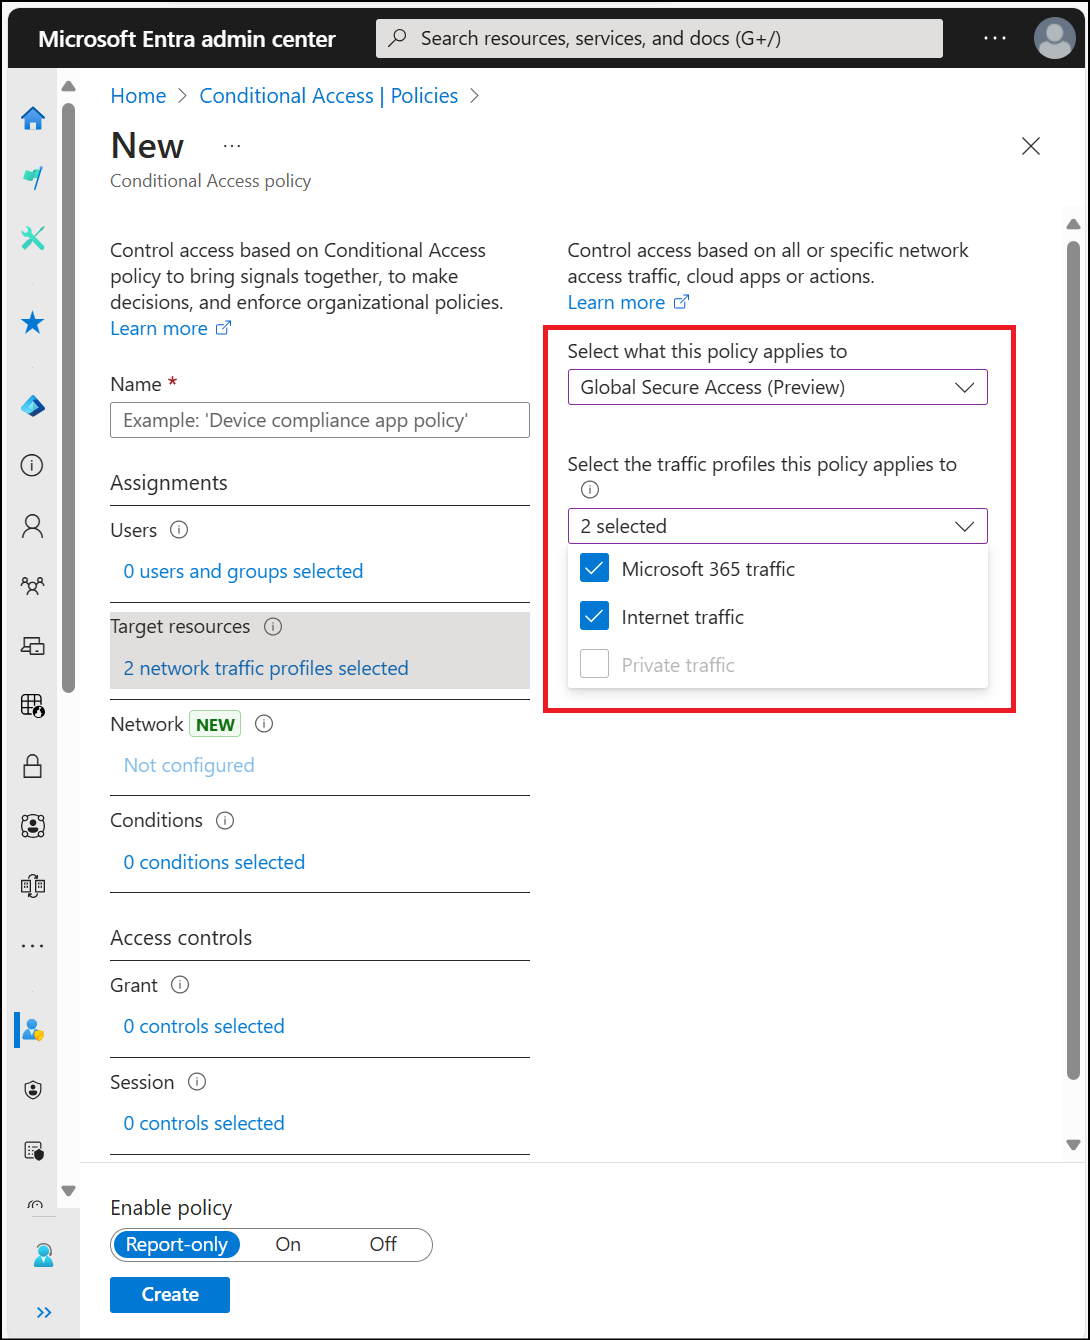 Microsoft Entra admin center
Search resources, services, and docs (G+/)
Home > Conditional Access | Policies >
New ...
Conditional Access policy
Control access based on Conditional Access
policy to bring signals together, to make
decisions, and enforce organizational policies.
Learn more
Name *
Example: 'Device compliance app policy'
Assignments
Users
0 users and groups selected
Target resources
2 network traffic profiles selected
Network NEW
Not configured
Conditions
0 conditions selected
Access controls
Grant
0 controls selected
Session
0 controls selected
Control access based on all or specific network
access traffic, cloud apps or actions.
Learn more
Select what this policy applies to
Global Secure Access (Preview)
Select the traffic profiles this policy applies to
2 selected
Microsoft 365 traffic
Internet traffic
Private traffic
Enable policy
Report-only On Off
Create